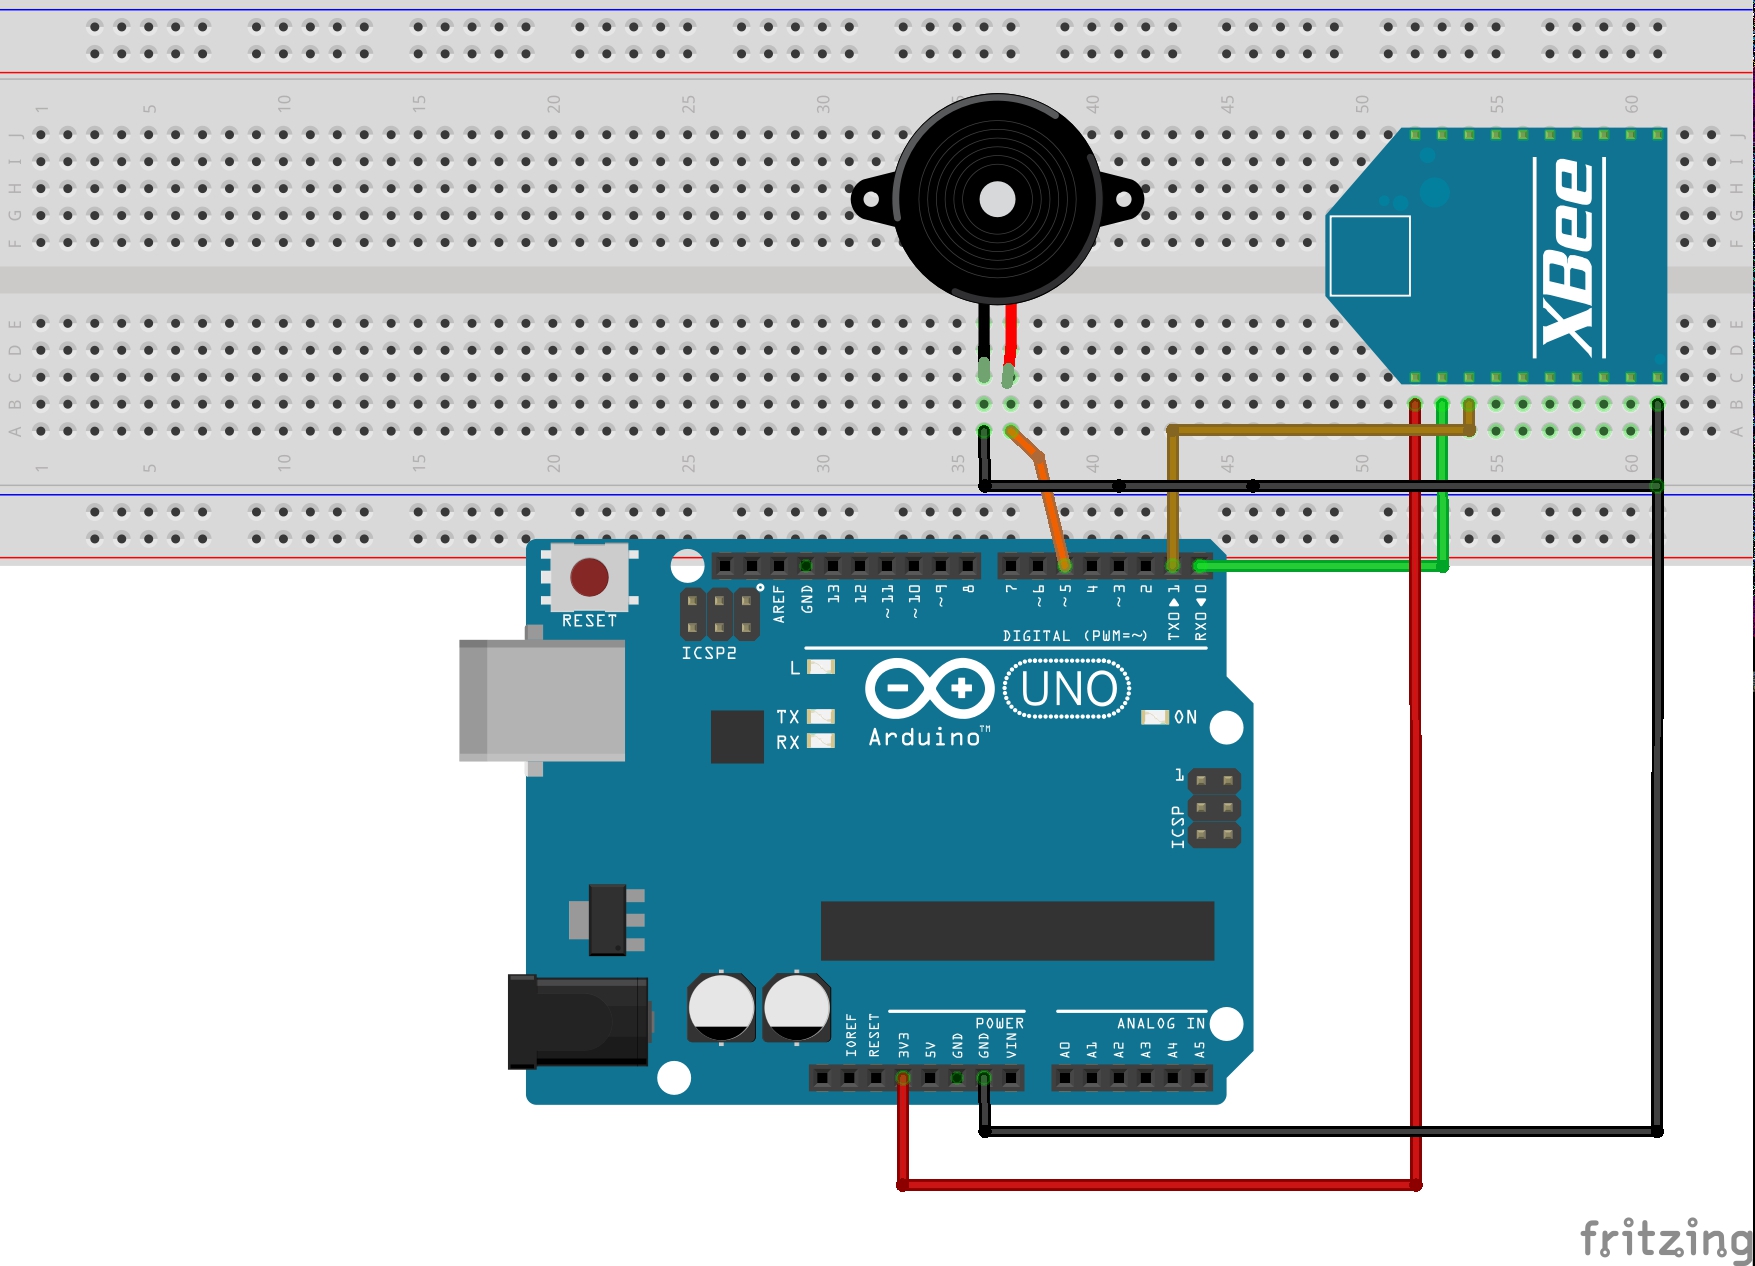 1 5 10 15 20 25 30 35 40 45 50 55 60
J
I
H
G
F
J
I
H
G
F
XBee
E
D
C
B
A
E
D
C
B
A
1 5 10 15 20 25 30 35 40 45 50 55 60
RESET
ICSP2
AREF
GND
13
12
~11
~10
~9
8
7
~6
~5
4
~3
2
TX0▶1
RX0◀0
DIGITAL (PWM=~)
L
TX
RX
UNO
Arduino™
ON
1
ICSP
IOREF
RESET
3V3
5V
GND
GND
VIN
POWER
ANALOG IN
A0
A1
A2
A3
A4
A5
fritzing